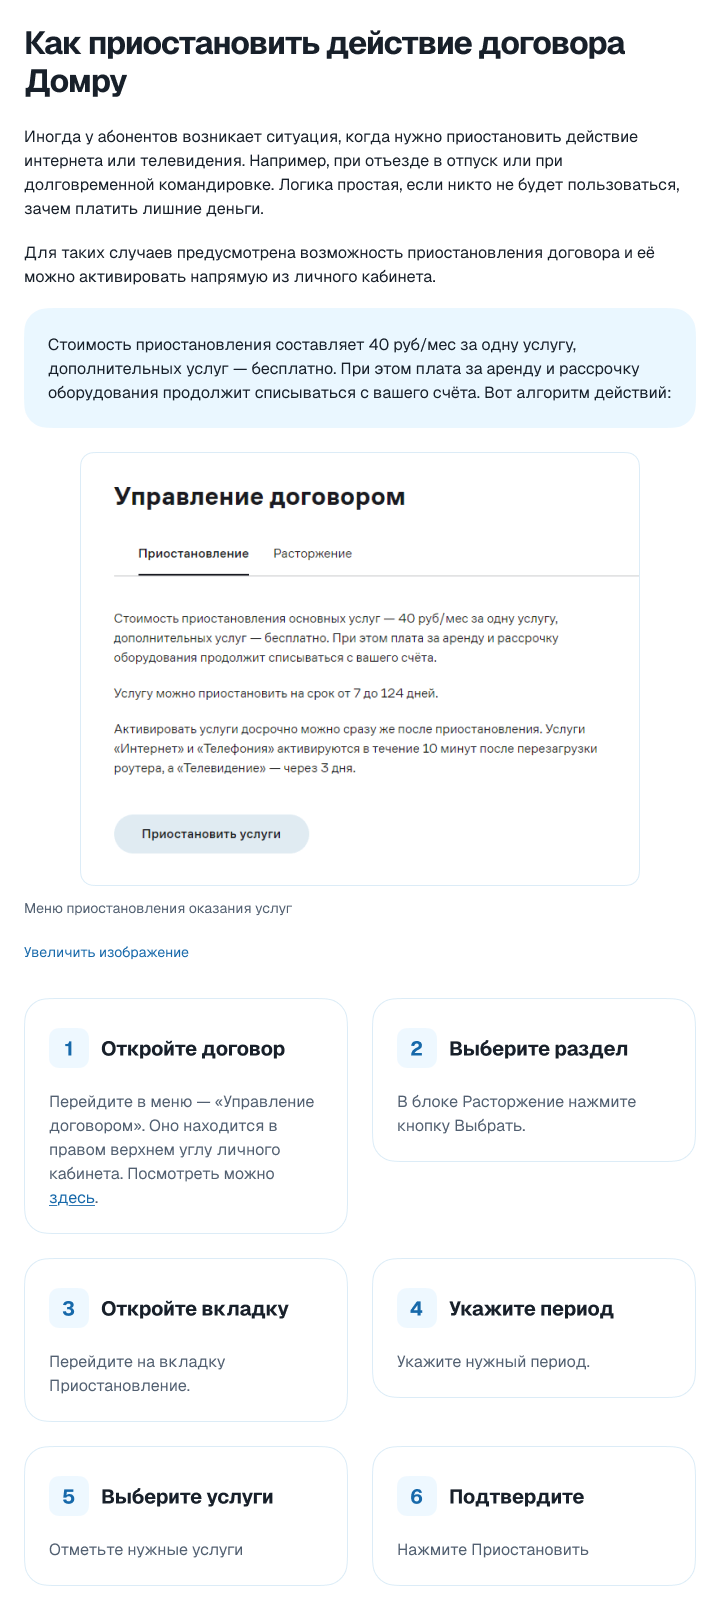 Как приостановить действие договора
Домру
Иногда у абонентов возникает ситуация, когда нужно приостановить действие
интернета или телевидения. Например, при отъезде в отпуск или при
долговременной командировке. Логика простая, если никто не будет пользоваться,
зачем платить лишние деньги.
Для таких случаев предусмотрена возможность приостановления договора и её
можно активировать напрямую из личного кабинета.
Стоимость приостановления составляет 40 руб/мес за одну услугу,
дополнительных услуг — бесплатно. При этом плата за аренду и рассрочку
оборудования продолжит списываться с вашего счёта. Вот алгоритм действий:
Управление договором
Приостановление Расторжение
Стоимость приостановления основных услуг — 40 руб/мес за одну услугу,
дополнительных услуг — бесплатно. При этом плата за аренду и рассрочку
оборудования продолжит списываться с вашего счёта.
Услугу можно приостановить на срок от 7 до 124 дней.
Активировать услуги досрочно можно сразу же после приостановления. Услуги
«Интернет» и «Телефония» активируются в течение 10 минут после перезагрузки
роутера, а «Телевидение» — через 3 дня.
Приостановить услуги
Меню приостановления оказания услуг
Увеличить изображение
1 Откройте договор
Перейдите в меню — «Управление
договором». Оно находится в
правом верхнем углу личного
кабинета. Посмотреть можно
здесь.
2 Выберите раздел
В блоке Расторжение нажмите
кнопку Выбрать.
3 Откройте вкладку
Перейдите на вкладку
Приостановление.
4 Укажите период
Укажите нужный период.
5 Выберите услуги
Отметьте нужные услуги
6 Подтвердите
Нажмите Приостановить